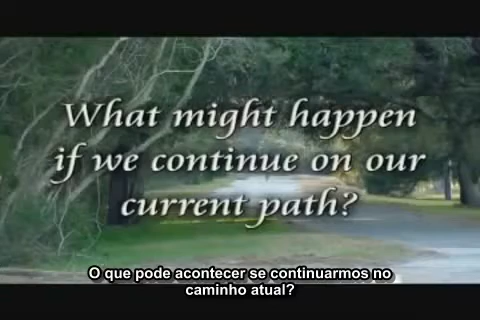 What might happen
if we continue on our
current path?
O que pode acontecer se continuarmos no
caminho atual?